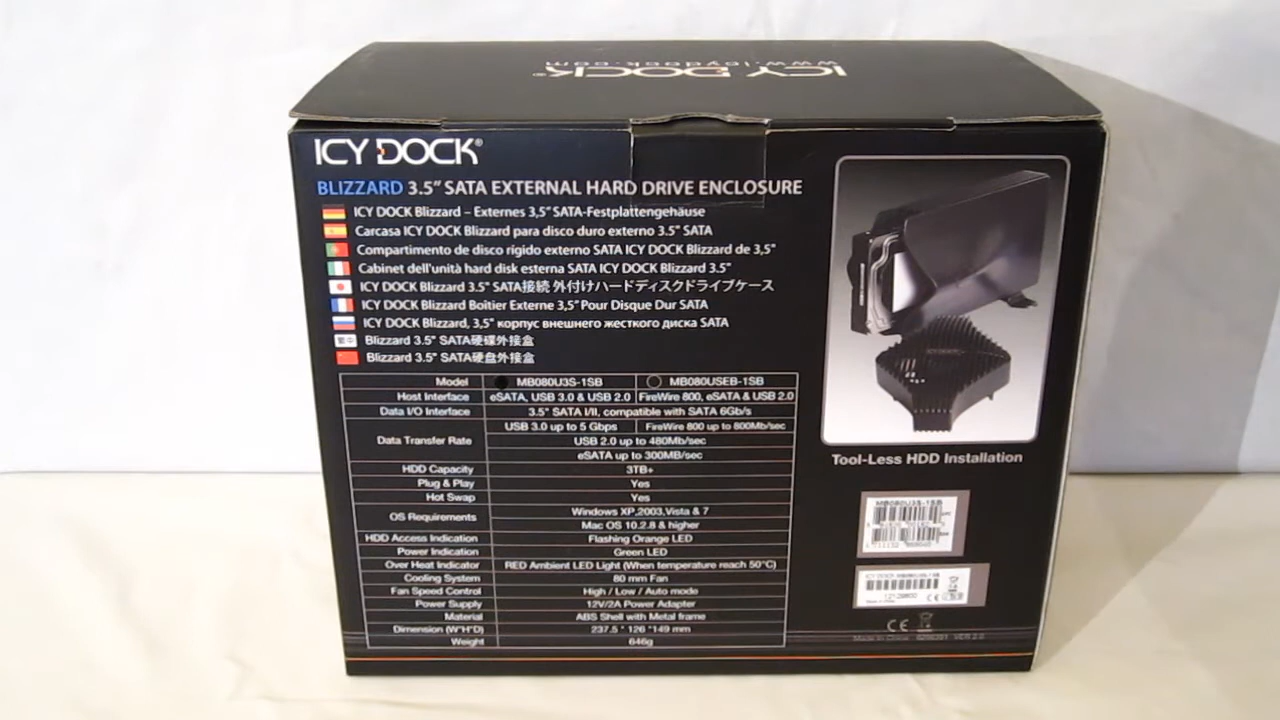 ICY DOCK®
www.icydock.com
ICY DOCK®
BLIZZARD 3.5" SATA EXTERNAL HARD DRIVE ENCLOSURE
ICY DOCK Blizzard – Externes 3,5" SATA-Festplattengehäuse
Carcasa ICY DOCK Blizzard para disco duro externo 3.5" SATA
Compartimento de disco rígido externo SATA ICY DOCK Blizzard de 3,5"
Cabinet dell'unità hard disk esterna SATA ICY DOCK Blizzard 3.5"
ICY DOCK Blizzard 3.5" SATA接続 外付けハードディスクドライブケース
ICY DOCK Blizzard Boîtier Externe 3,5" Pour Disque Dur SATA
ICY DOCK Blizzard, 3,5" корпус внешнего жесткого диска SATA
繁中 Blizzard 3.5" SATA硬碟外接盒
Blizzard 3.5" SATA硬盘外接盒
Model MB080U3S-1SB MB080USEB-1SB
Host Interface eSATA, USB 3.0 & USB 2.0 FireWire 800, eSATA & USB 2.0
Data I/O Interface 3.5" SATA I/II, compatible with SATA 6Gb/s
Data Transfer Rate USB 3.0 up to 5 Gbps FireWire 800 up to 800Mb/sec
USB 2.0 up to 480Mb/sec
eSATA up to 300MB/sec
HDD Capacity 3TB+
Plug & Play Yes
Hot Swap Yes
OS Requirements Windows XP,2003,Vista & 7
Mac OS 10.2.8 & higher
HDD Access Indication Flashing Orange LED
Power Indication Green LED
Over Heat Indicator RED Ambient LED Light (When temperature reach 50°C)
Cooling System 80 mm Fan
Fan Speed Control High / Low / Auto mode
Power Supply 12V/2A Power Adapter
Material ABS Shell with Metal frame
Dimension (W*H*D) 237.5 * 126 *149 mm
Weight 646g
ICY DOCK
Tool-Less HDD Installation
MB080U3S-1SB
ICY DOCK MB080U3S-1SB
CE
Made in China VER 2.0